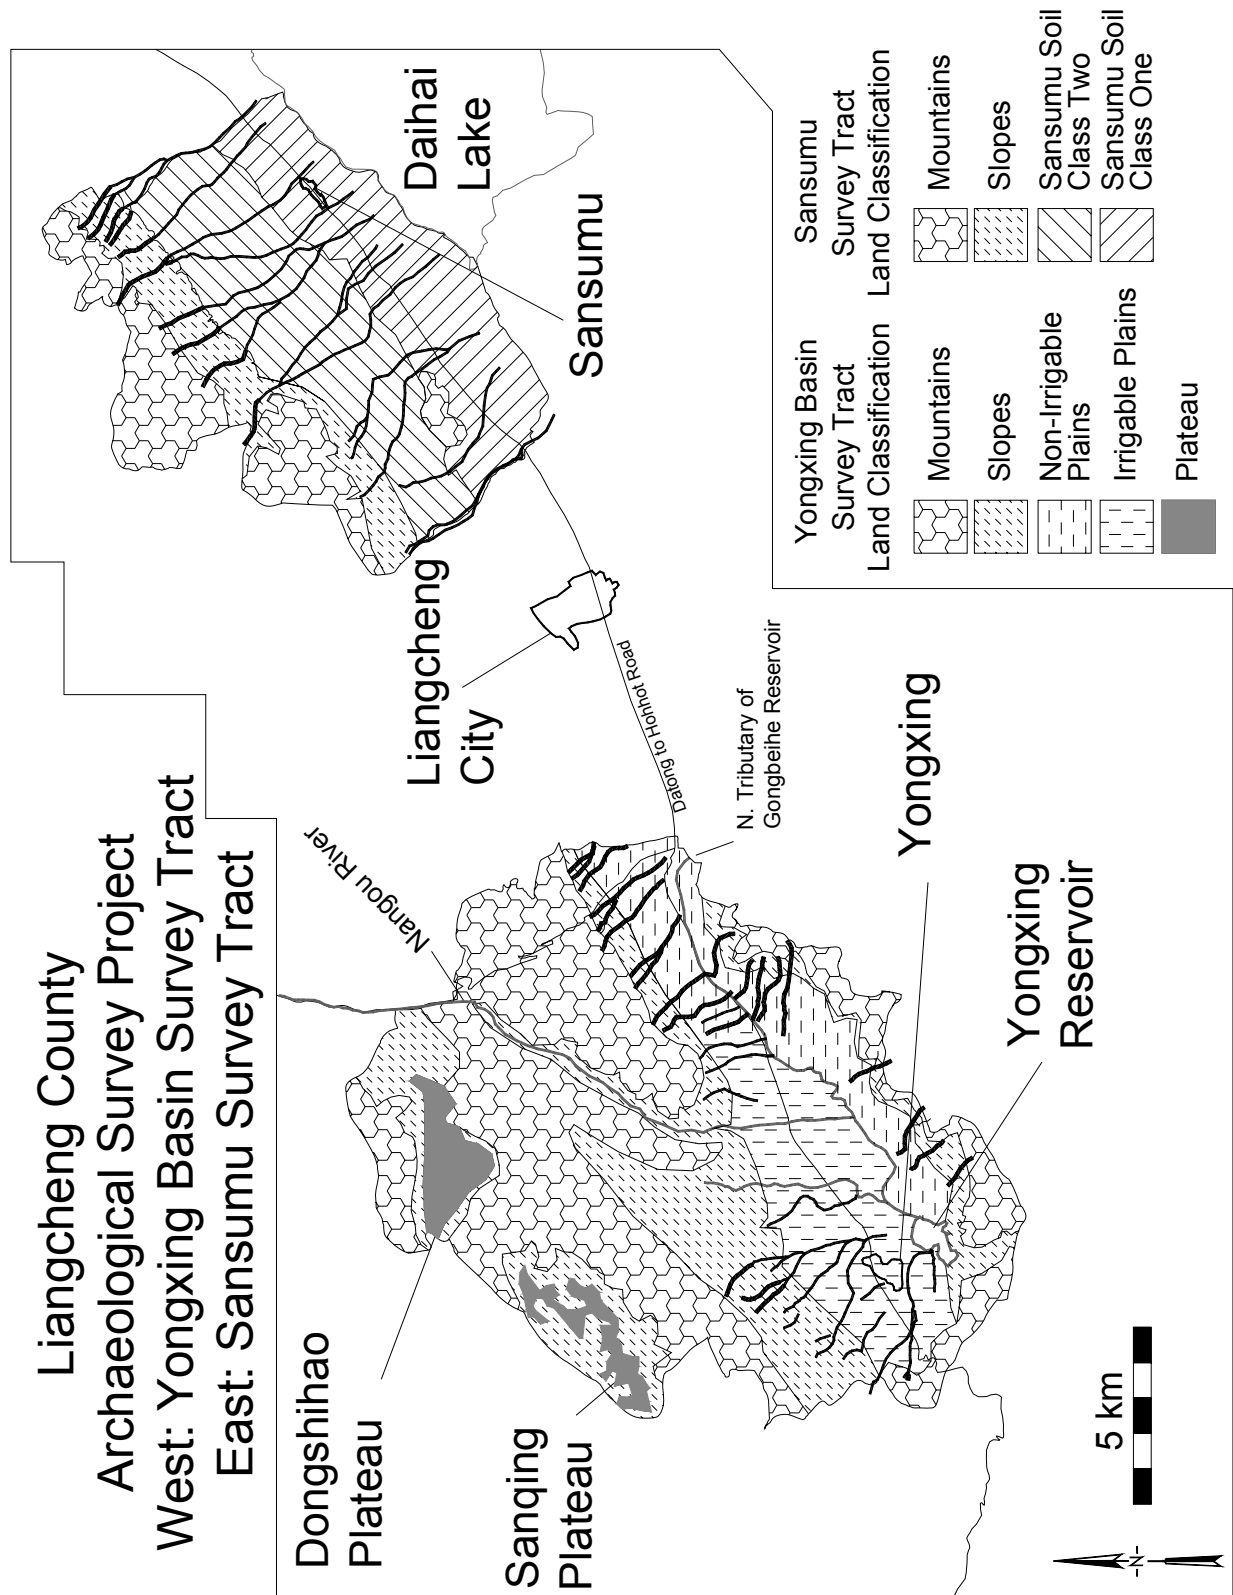 Liangcheng County
Archaeological Survey Project
West: Yongxing Basin Survey Tract
East: Sansumu Survey Tract
Dongshihao
Plateau
Sanqing
Plateau
Nangou River
Liangcheng
City
Daihai
Lake
Sansumu
Datong to Hohhot Road
N. Tributary of
Gongbeihe Reservoir
Yongxing
Yongxing
Reservoir
5 km
N
Yongxing Basin
Survey Tract
Land Classification
Mountains
Slopes
Non-Irrigable
Plains
Irrigable Plains
Plateau
Sansumu
Survey Tract
Land Classification
Mountains
Slopes
Sansumu Soil
Class Two
Sansumu Soil
Class One